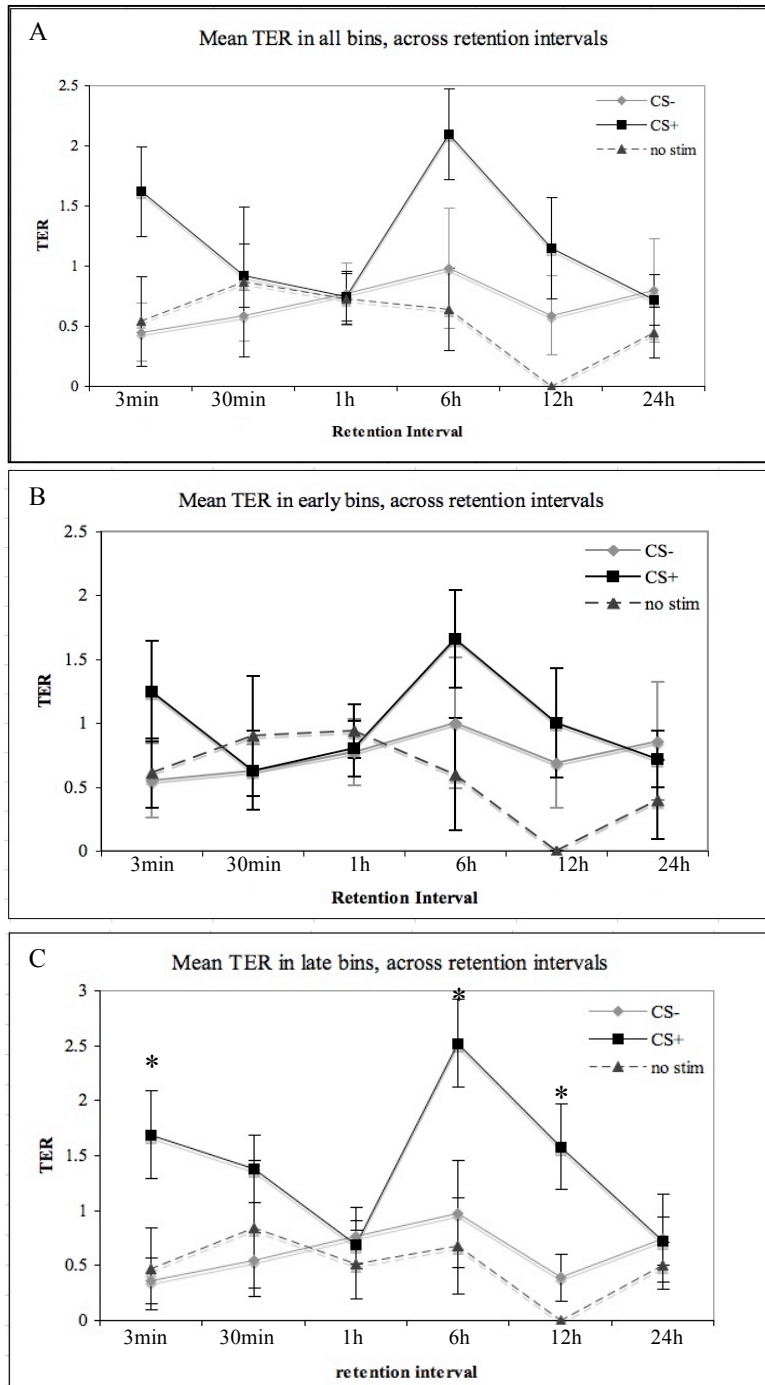 A
Mean TER in all bins, across retention intervals
2.5
2
1.5
1
0.5
0
TER
CS-
CS+
no stim
3min 30min 1h 6h 12h 24h
Retention Interval
B
Mean TER in early bins, across retention intervals
2.5
2
1.5
1
0.5
0
TER
CS-
CS+
no stim
3min 30min 1h 6h 12h 24h
Retention Interval
C
Mean TER in late bins, across retention intervals
3
2.5
2
1.5
1
0.5
0
TER
CS-
CS+
no stim
* * *
3min 30min 1h 6h 12h 24h
retention interval